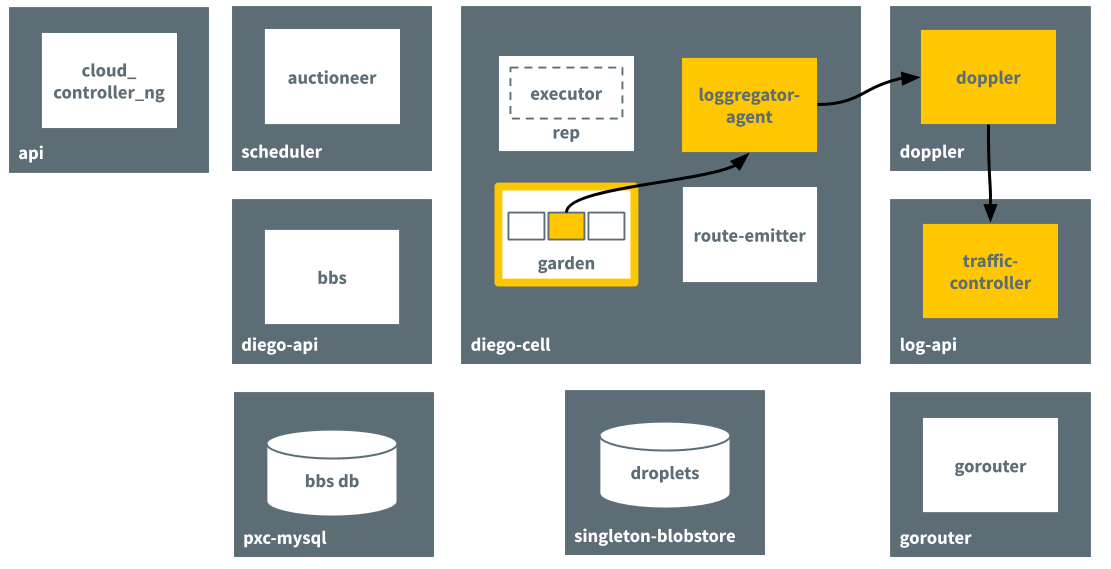 cloud_
controller_ng
api
auctioneer
scheduler
executor
rep
loggregator-
agent
doppler
doppler
bbs
diego-api
garden
route-emitter
diego-cell
traffic-
controller
log-api
bbs db
pxc-mysql
droplets
singleton-blobstore
gorouter
gorouter